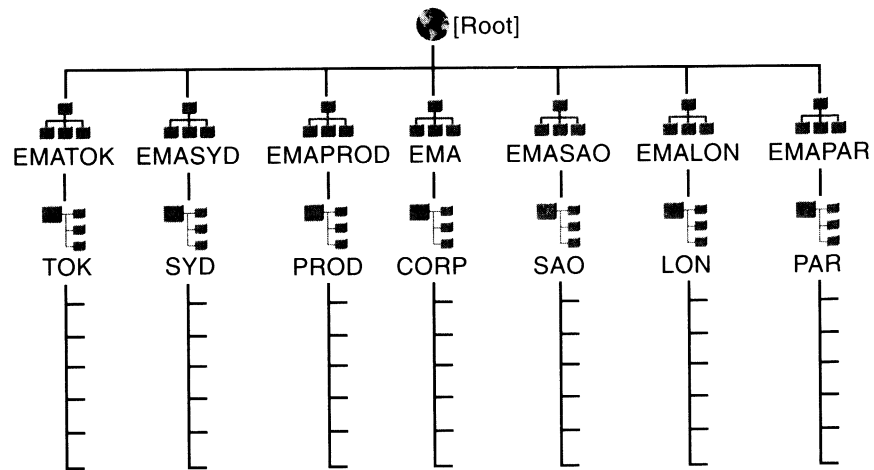 [Root]
EMATOK EMASYD EMAPROD EMA EMASAO EMALON EMAPAR
TOK SYD PROD CORP SAO LON PAR